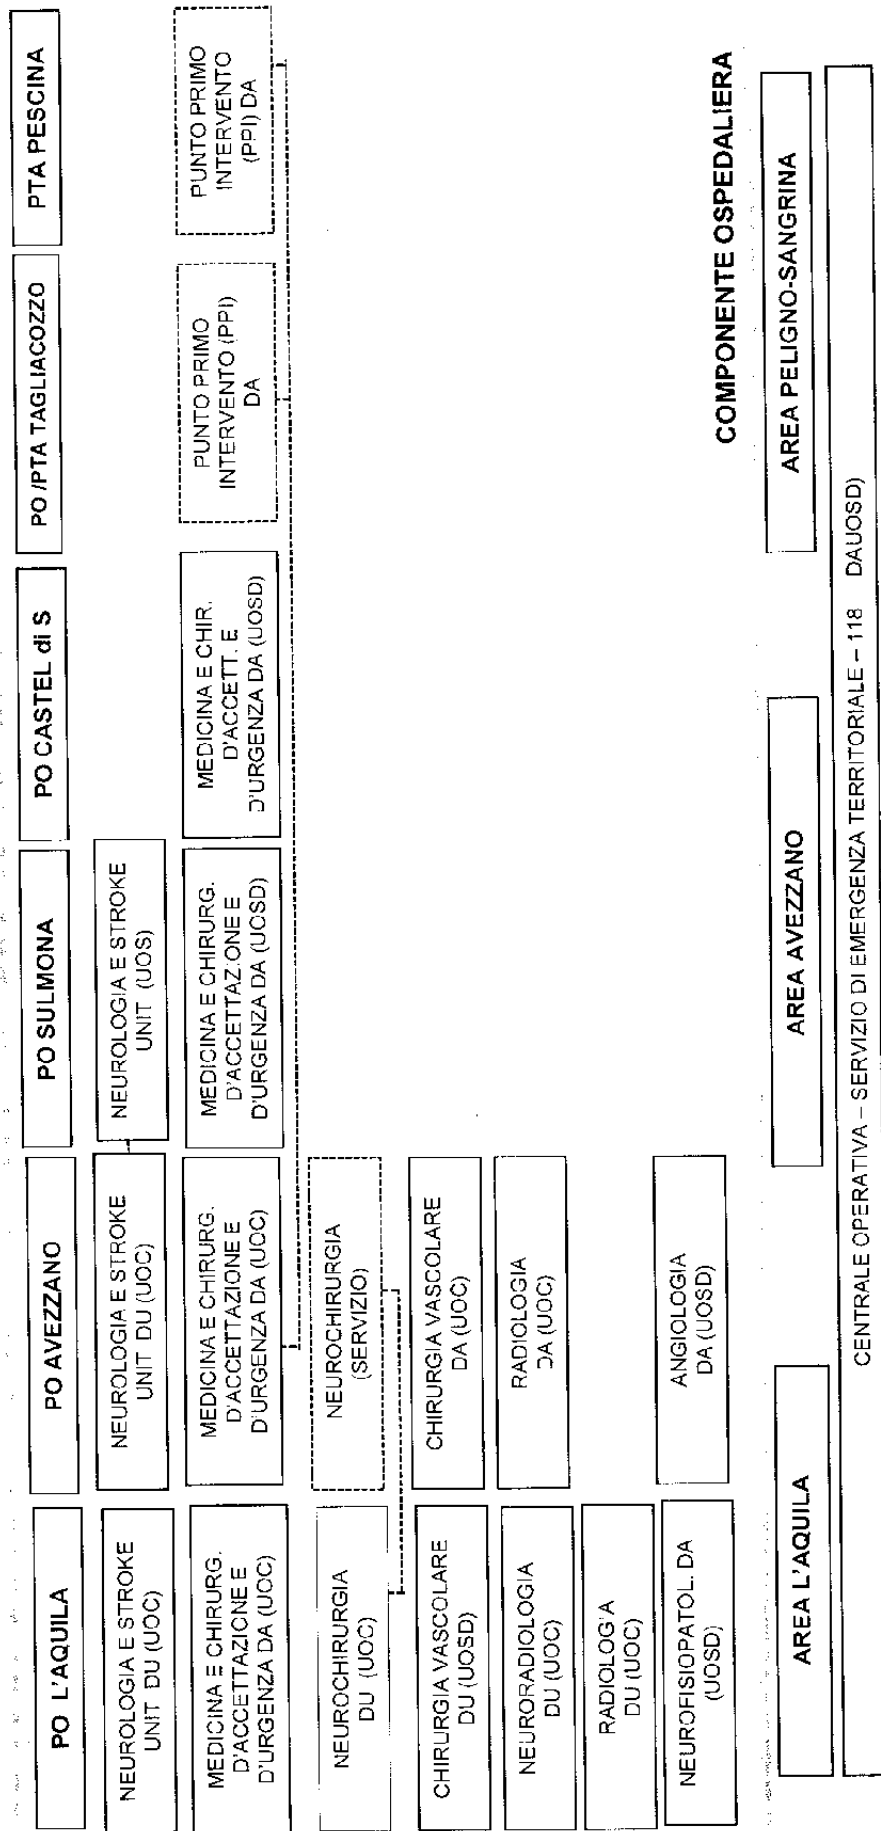 PO L'AQUILA
PO AVEZZANO
PO SULMONA
PO CASTEL di S
PO /PTA TAGLIACOZZO
PTA PESCINA
NEUROLOGIA E STROKE
UNIT DU (UOC)
NEUROLOGIA E STROKE
UNIT DU (UOC)
NEUROLOGIA E STROKE
UNIT (UOS)
MEDICINA E CHIRURG.
D'ACCETTAZIONE E
D'URGENZA DA (UOC)
MEDICINA E CHIRURG.
D'ACCETTAZIONE E
D'URGENZA DA (UOC)
MEDICINA E CHIRURG.
D'ACCETTAZIONE E
D'URGENZA DA (UOSD)
MEDICINA E CHIR.
D'ACCETT. E
D'URGENZA DA (UOSD)
PUNTO PRIMO
INTERVENTO (PPI)
DA
PUNTO PRIMO
INTERVENTO
(PPI) DA
NEUROCHIRURGIA
DU (UOC)
NEUROCHIRURGIA
(SERVIZIO)
CHIRURGIA VASCOLARE
DU (UOSD)
CHIRURGIA VASCOLARE
DA (UOC)
NEURORADIOLOGIA
DU (UOC)
RADIOLOGIA
DA (UOC)
RADIOLOGIA
DU (UOC)
NEUROFISIOPATOL. DA
(UOSD)
ANGIOLOGIA
DA (UOSD)
COMPONENTE OSPEDALIERA
AREA L'AQUILA
AREA AVEZZANO
AREA PELIGNO-SANGRINA
CENTRALE OPERATIVA – SERVIZIO DI EMERGENZA TERRITORIALE – 118 DAUOSD)